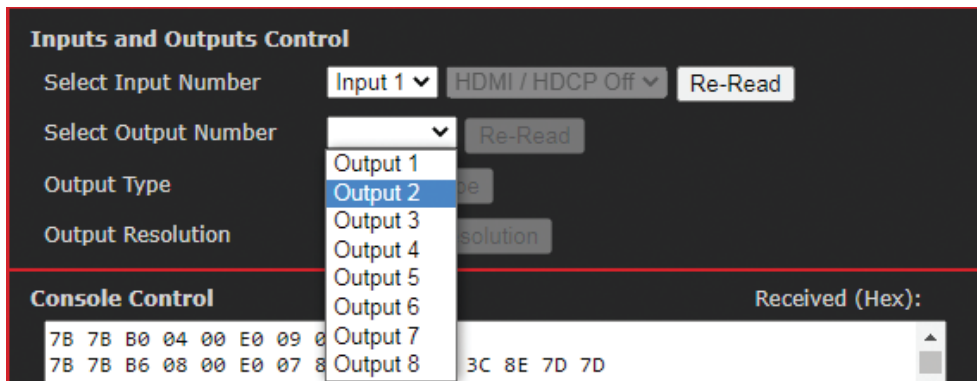 Inputs and Outputs Control
Select Input Number Input 1 HDMI / HDCP Off Re-Read
Select Output Number Re-Read
Output 1
Output Type Output 2
Output 3
Output Resolution Output 4 solution
Output 5
Console Control Output 6 Received (Hex):
7B 7B B0 04 00 E0 09 Output 7
7B 7B B6 08 00 E0 07 8 Output 8 3C 8E 7D 7D